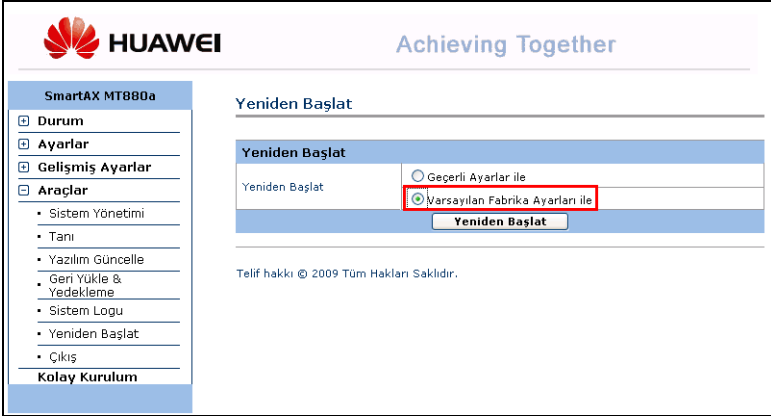 HUAWEI
Achieving Together
SmartAX MT880a
Durum
Ayarlar
Gelişmiş Ayarlar
Araçlar
Sistem Yönetimi
Tanı
Yazılım Güncelle
Geri Yükle &
Yedekleme
Sistem Logu
Yeniden Başlat
Çıkış
Kolay Kurulum
Yeniden Başlat
Yeniden Başlat
Yeniden Başlat
Geçerli Ayarlar ile
Varsayılan Fabrika Ayarları ile
Yeniden Başlat
Telif hakkı © 2009 Tüm Hakları Saklıdır.